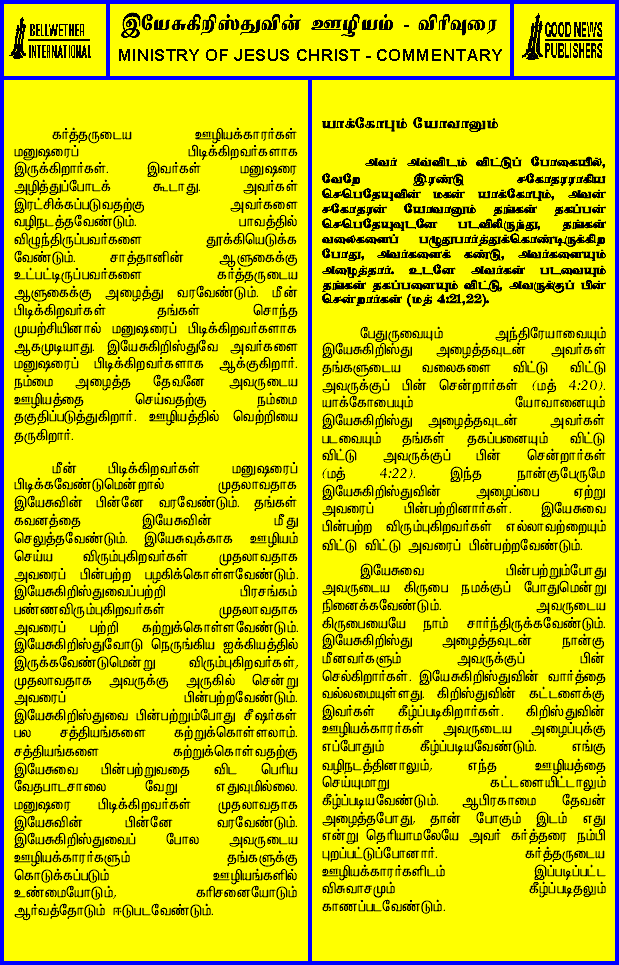 BELLWETHER
INTERNATIONAL
இயேசுகிறிஸ்துவின் ஊழியம் - விரிவுரை
MINISTRY OF JESUS CHRIST - COMMENTARY
GOOD NEWS
PUBLISHERS
கர்த்தருடைய ஊழியக்காரர்கள்
மனுஷரைப் பிடிக்கிறவர்களாக
இருக்கிறார்கள். இவர்கள் மனுஷரை
அழித்துப்போடக் கூடாது. அவர்கள்
இரட்சிக்கப்படுவதற்கு அவர்களை
வழிநடத்தவேண்டும். பாவத்தில்
விழுந்திருப்பவர்களை தூக்கியெடுக்க
வேண்டும். சாத்தானின் ஆளுகைக்கு
உட்பட்டிருப்பவர்களை கர்த்தருடைய
ஆளுகைக்கு அழைத்து வரவேண்டும். மீன்
பிடிக்கிறவர்கள் தங்கள் சொந்த
முயற்சியினால் மனுஷரைப் பிடிக்கிறவர்களாக
ஆகமுடியாது. இயேசுகிறிஸ்துவே அவர்களை
மனுஷரைப் பிடிக்கிறவர்களாக ஆக்குகிறார்.
நம்மை அழைத்த தேவனே அவருடைய
ஊழியத்தை செய்வதற்கு நம்மை
தகுதிப்படுத்துகிறார். ஊழியத்தில் வெற்றியை
தருகிறார்.
மீன் பிடிக்கிறவர்கள் மனுஷரைப்
பிடிக்கவேண்டுமென்றால் முதலாவதாக
இயேசுவின் பின்னே வரவேண்டும். தங்கள்
கவனத்தை இயேசுவின் மீது
செலுத்தவேண்டும். இயேசுவுக்காக ஊழியம்
செய்ய விரும்புகிறவர்கள் முதலாவதாக
அவரைப் பின்பற்ற பழகிக்கொள்ளவேண்டும்.
இயேசுகிறிஸ்துவைப்பற்றி பிரசங்கம்
பண்ணவிரும்புகிறவர்கள் முதலாவதாக
அவரைப் பற்றி கற்றுக்கொள்ளவேண்டும்.
இயேசுகிறிஸ்துவோடு நெருங்கிய ஐக்கியத்தில்
இருக்கவேண்டுமென்று விரும்புகிறவர்கள்,
முதலாவதாக அவருக்கு அருகில் சென்று
அவரைப் பின்பற்றவேண்டும்.
இயேசுகிறிஸ்துவை பின்பற்றும்போது சீஷர்கள்
பல சத்தியங்களை கற்றுக்கொள்ளலாம்.
சத்தியங்களை கற்றுக்கொள்வதற்கு
இயேசுவை பின்பற்றுவதை விட பெரிய
வேதபாடசாலை வேறு எதுவுமில்லை.
மனுஷரை பிடிக்கிறவர்கள் முதலாவதாக
இயேசுவின் பின்னே வரவேண்டும்.
இயேசுகிறிஸ்துவைப் போல அவருடைய
ஊழியக்காரர்களும் தங்களுக்கு
கொடுக்கப்படும் ஊழியங்களில்
உண்மையோடும், கரிசனையோடும்
ஆர்வத்தோடும் ஈடுபடவேண்டும்.
யாக்கோபும் யோவானும்
அவர் அவ்விடம் விட்டுப் போகையில்,
வேறே இரண்டு சகோதரராகிய
செபெதேயுவின் மகன் யாக்கோபும், அவன்
சகோதரன் யோவானும் தங்கள் தகப்பன்
செபெதேயுவுடனே படவிலிருந்து, தங்கள்
வலைகளைப் பழுதுபார்த்துக்கொண்டிருக்கிற
போது, அவர்களைக் கண்டு, அவர்களையும்
அழைத்தார். உடனே அவர்கள் படவையும்
தங்கள் தகப்பனையும் விட்டு, அவருக்குப் பின்
சென்றார்கள் (மத் 4:21,22).
பேதுருவையும் அந்திரேயாவையும்
இயேசுகிறிஸ்து அழைத்தவுடன் அவர்கள்
தங்களுடைய வலைகளை விட்டு விட்டு
அவருக்குப் பின் சென்றார்கள் (மத் 4:20).
யாக்கோபையும் யோவானையும்
இயேசுகிறிஸ்து அழைத்தவுடன் அவர்கள்
படவையும் தங்கள் தகப்பனையும் விட்டு
விட்டு அவருக்குப் பின் சென்றார்கள்
(மத் 4:22). இந்த நான்குபேருமே
இயேசுகிறிஸ்துவின் அழைப்பை ஏற்று
அவரைப் பின்பற்றினார்கள். இயேசுவை
பின்பற்ற விரும்புகிறவர்கள் எல்லாவற்றையும்
விட்டு விட்டு அவரைப் பின்பற்றவேண்டும்.
இயேசுவை பின்பற்றும்போது
அவருடைய கிருபை நமக்குப் போதுமென்று
நினைக்கவேண்டும். அவருடைய
கிருபையையே நாம் சார்ந்திருக்கவேண்டும்.
இயேசுகிறிஸ்து அழைத்தவுடன் நான்கு
மீனவர்களும் அவருக்குப் பின்
செல்கிறார்கள். இயேசுகிறிஸ்துவின் வார்த்தை
வல்லமையுள்ளது. கிறிஸ்துவின் கட்டளைக்கு
இவர்கள் கீழ்ப்படிகிறார்கள். கிறிஸ்துவின்
ஊழியக்காரர்கள் அவருடைய அழைப்புக்கு
எப்போதும் கீழ்ப்படியவேண்டும். எங்கு
வழிநடத்தினாலும், எந்த ஊழியத்தை
செய்யுமாறு கட்டளையிட்டாலும்
கீழ்ப்படியவேண்டும். ஆபிரகாமை தேவன்
அழைத்தபோது, தான் போகும் இடம் எது
என்று தெரியாமலேயே அவர் கர்த்தரை நம்பி
புறப்பட்டுப்போனார். கர்த்தருடைய
ஊழியக்காரர்களிடம் இப்படிப்பட்ட
விசுவாசமும் கீழ்ப்படிதலும்
காணப்படவேண்டும்.